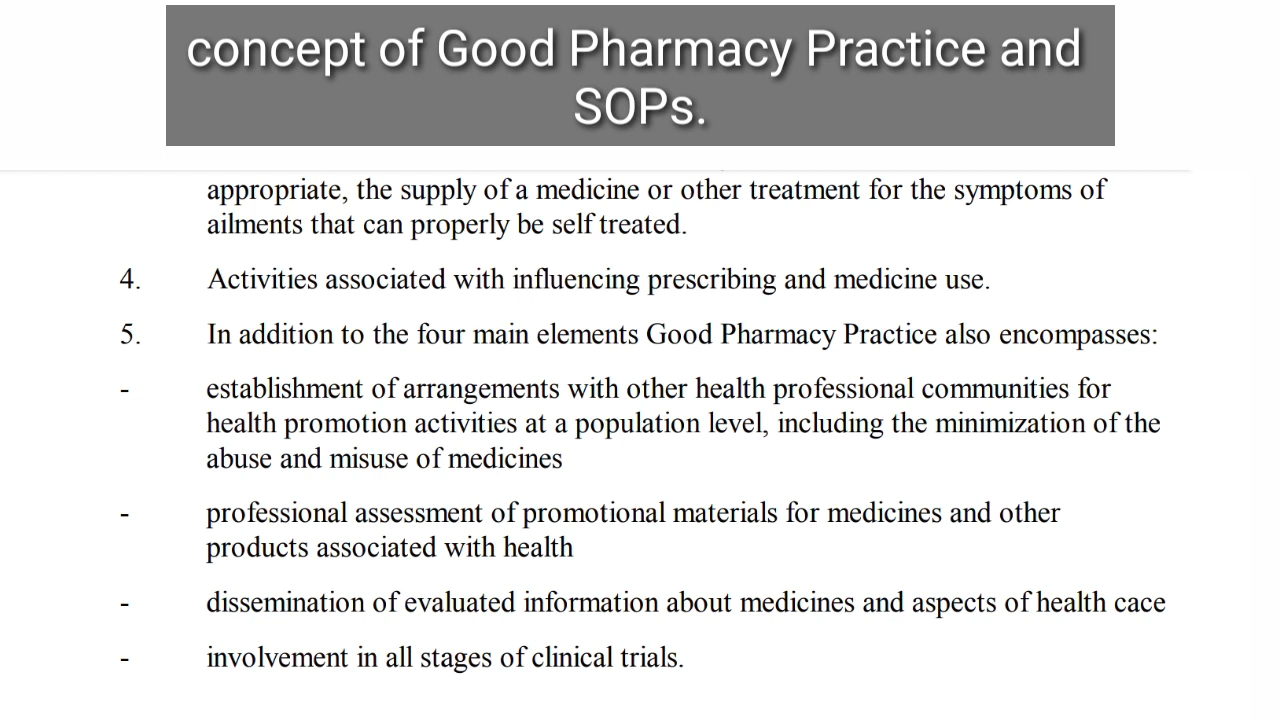 concept of Good Pharmacy Practice and
SOPs.
appropriate, the supply of a medicine or other treatment for the symptoms of
ailments that can properly be self treated.
4. Activities associated with influencing prescribing and medicine use.
5. In addition to the four main elements Good Pharmacy Practice also encompasses:
- establishment of arrangements with other health professional communities for
health promotion activities at a population level, including the minimization of the
abuse and misuse of medicines
- professional assessment of promotional materials for medicines and other
products associated with health
- dissemination of evaluated information about medicines and aspects of health cace
- involvement in all stages of clinical trials.